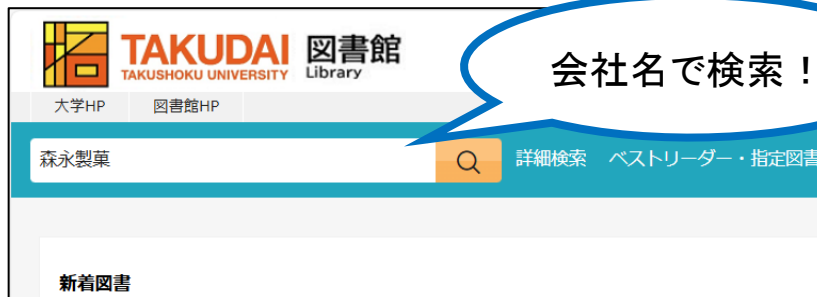 TAKUDAI 図書館
TAKUSHOKU UNIVERSITY Library
会社名で検索！
大学HP 図書館HP
森永製菓
詳細検索 ベストリーダー・指定図書
新着図書